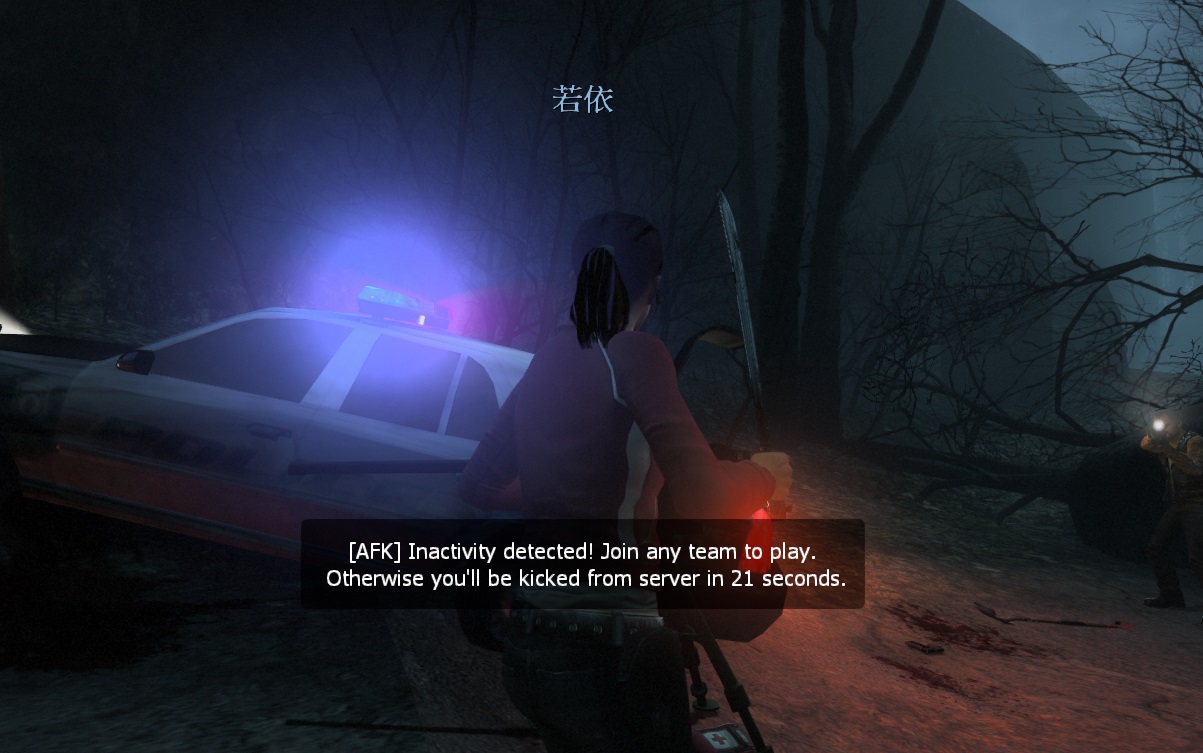 若依
[AFK] Inactivity detected! Join any team to play.
Otherwise you'll be kicked from server in 21 seconds.